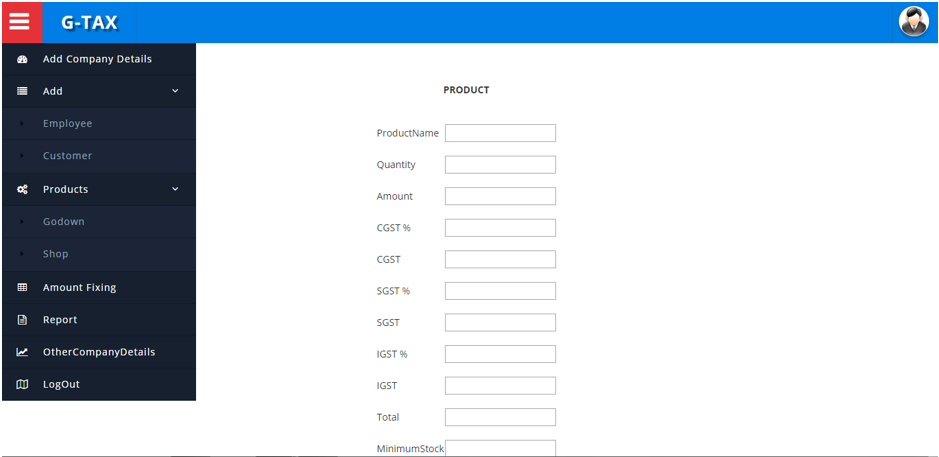 G-TAX
Add Company Details
Add
Employee
Customer
Products
Godown
Shop
Amount Fixing
Report
OtherCompanyDetails
LogOut
PRODUCT
ProductName
Quantity
Amount
CGST %
CGST
SGST %
SGST
IGST %
IGST
Total
MinimumStock